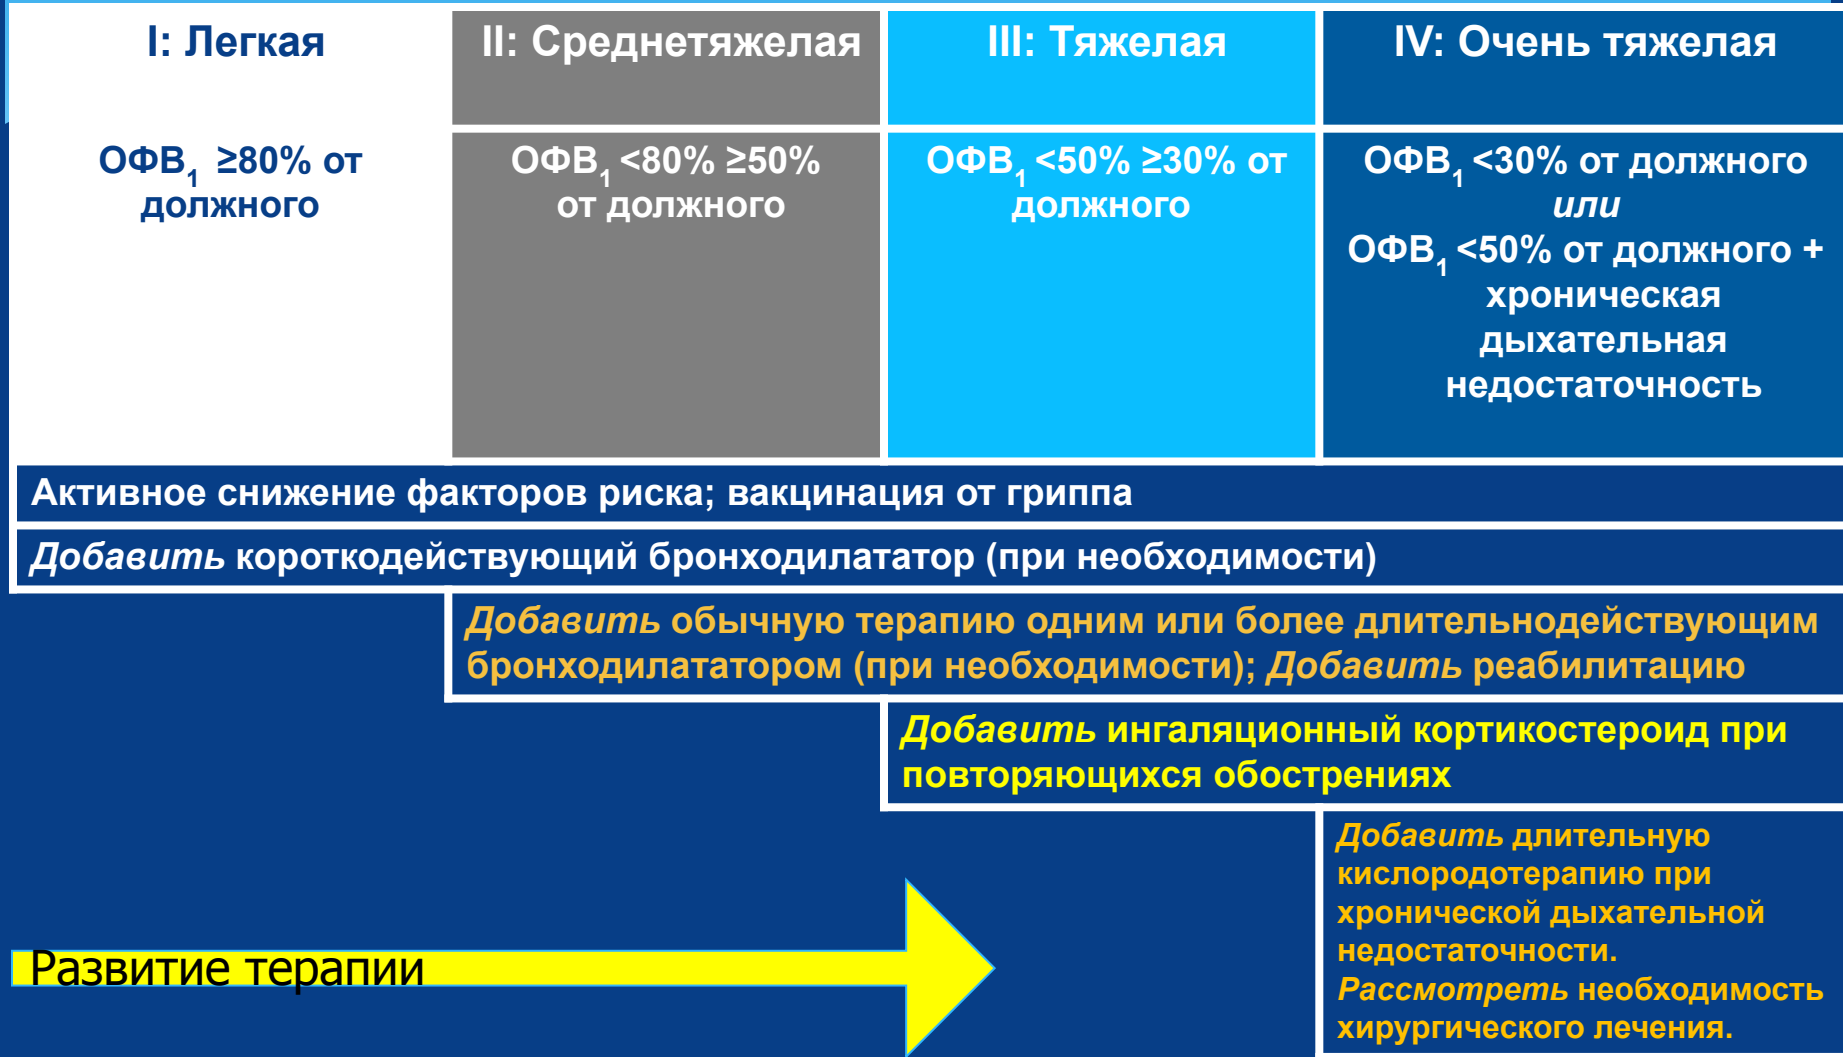 I: Легкая
II: Среднетяжелая
III: Тяжелая
IV: Очень тяжелая
ОФВ1 ≥80% от
должного
ОФВ1 <80% ≥50%
от должного
ОФВ1 <50% ≥30% от
должного
ОФВ1 <30% от должного
или
ОФВ1 <50% от должного +
хроническая
дыхательная
недостаточность
Активное снижение факторов риска; вакцинация от гриппа
Добавить короткодействующий бронходилататор (при необходимости)
Добавить обычную терапию одним или более длительнодействующим
бронходилататором (при необходимости); Добавить реабилитацию
Добавить ингаляционный кортикостероид при
повторяющихся обострениях
Добавить длительную
кислородотерапию при
хронической дыхательной
недостаточности.
Рассмотреть необходимость
хирургического лечения.
Развитие терапии